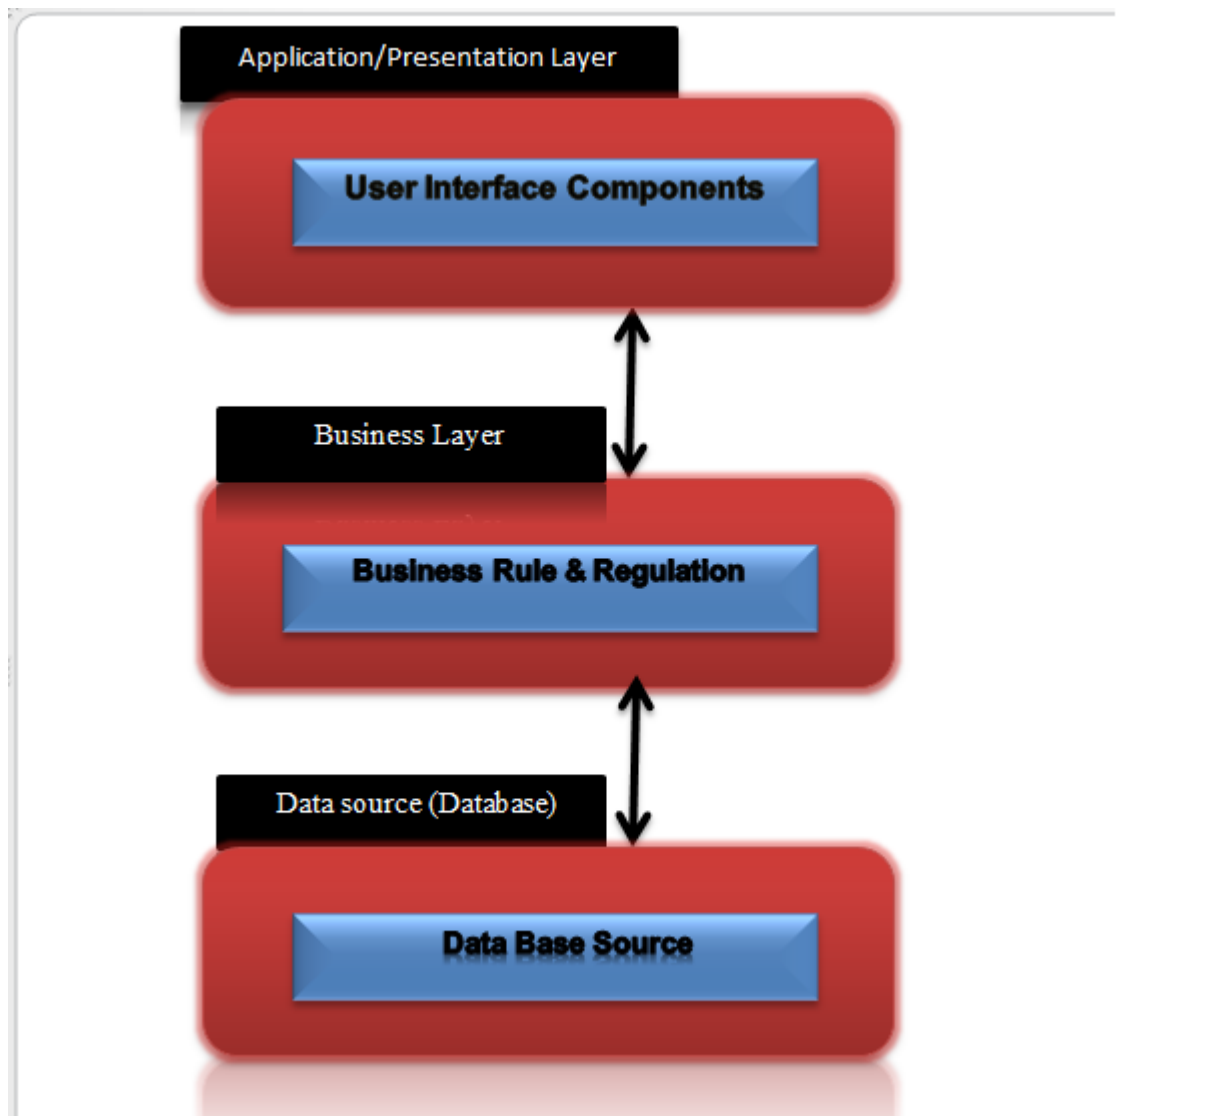 Application/Presentation Layer
User Interface Components
Business Layer
Business Rule & Regulation
Data source (Database)
Data Base Source